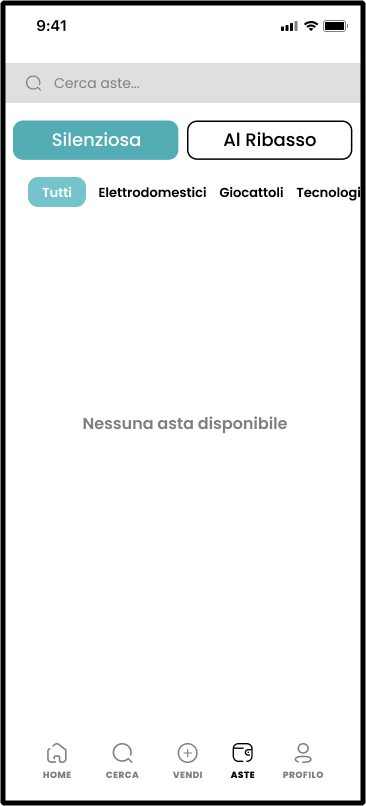 9:41
Cerca aste...
Silenziosa Al Ribasso
Tutti Elettrodomestici Giocattoli Tecnologi
Nessuna asta disponibile
HOME CERCA VENDI ASTE PROFILO